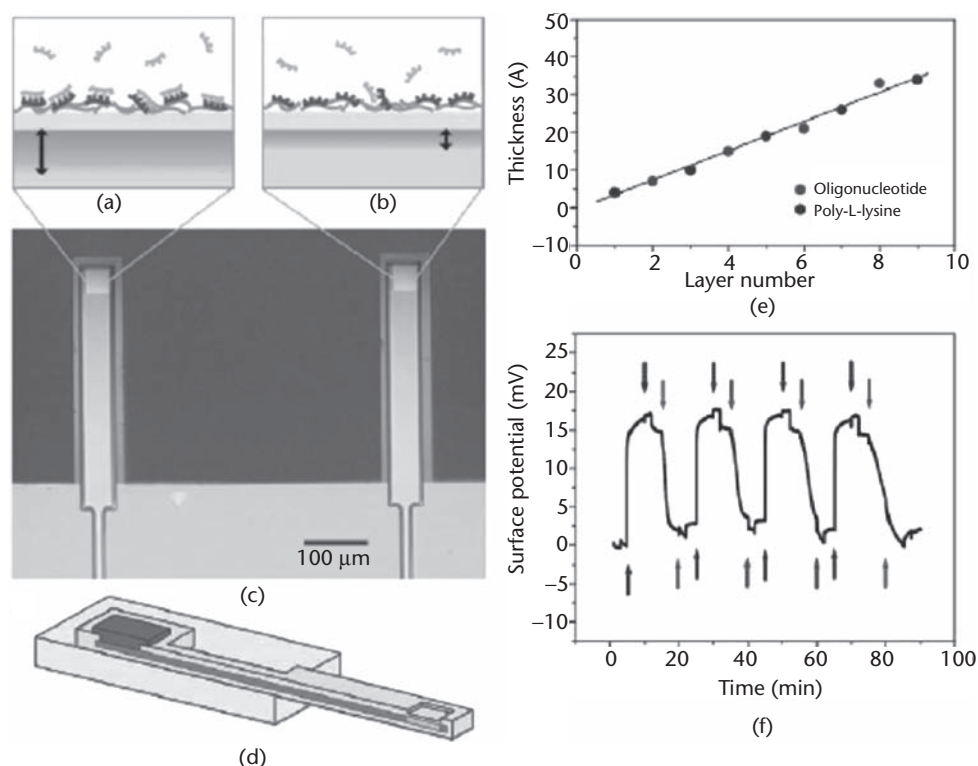 (a)
(b)
100 µm
(c)
(d)
50
40
30
20
10
0
−10
Thickness (A)
Oligonucleotide
Poly-L-lysine
0 2 4 6 8 10
Layer number
(e)
25
20
15
10
5
0
−5
−10
Surface potential (mV)
0 20 40 60 80 100
Time (min)
(f)